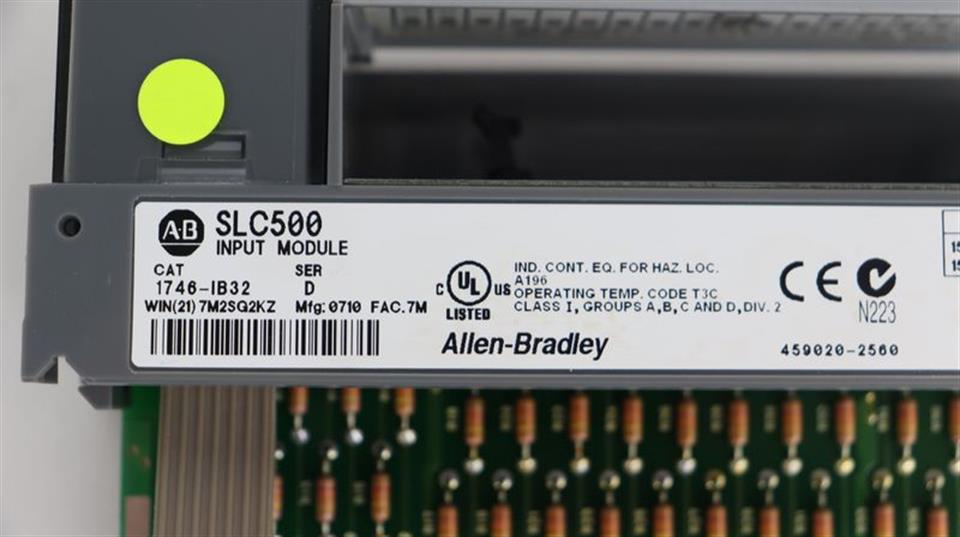 A-B
SLC500
INPUT MODULE
CAT SER
1746-IB32 D
WIN(21) 7M2SQ2KZ Mfg: 0710 FAC. 7M
C UL US
LISTED
IND. CONT. EQ. FOR HAZ. LOC.
A196
OPERATING TEMP. CODE T3C
CLASS I, GROUPS A,B,C AND D,DIV. 2
Allen-Bradley
CE
N223
459020-2560